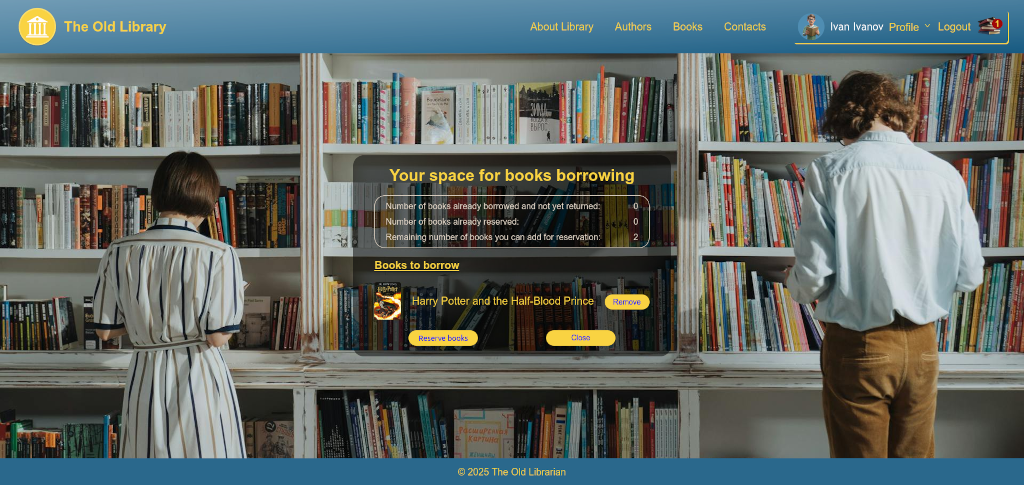 The Old Library
About Library Authors Books Contacts Ivan Ivanov Profile Logout 1
Your space for books borrowing
Number of books already borrowed and not yet returned: 0
Number of books already reserved: 0
Remaining number of books you can add for reservation: 2
Books to borrow
Harry Potter and the Half-Blood Prince Remove
Reserve books Close
© 2025 The Old Librarian